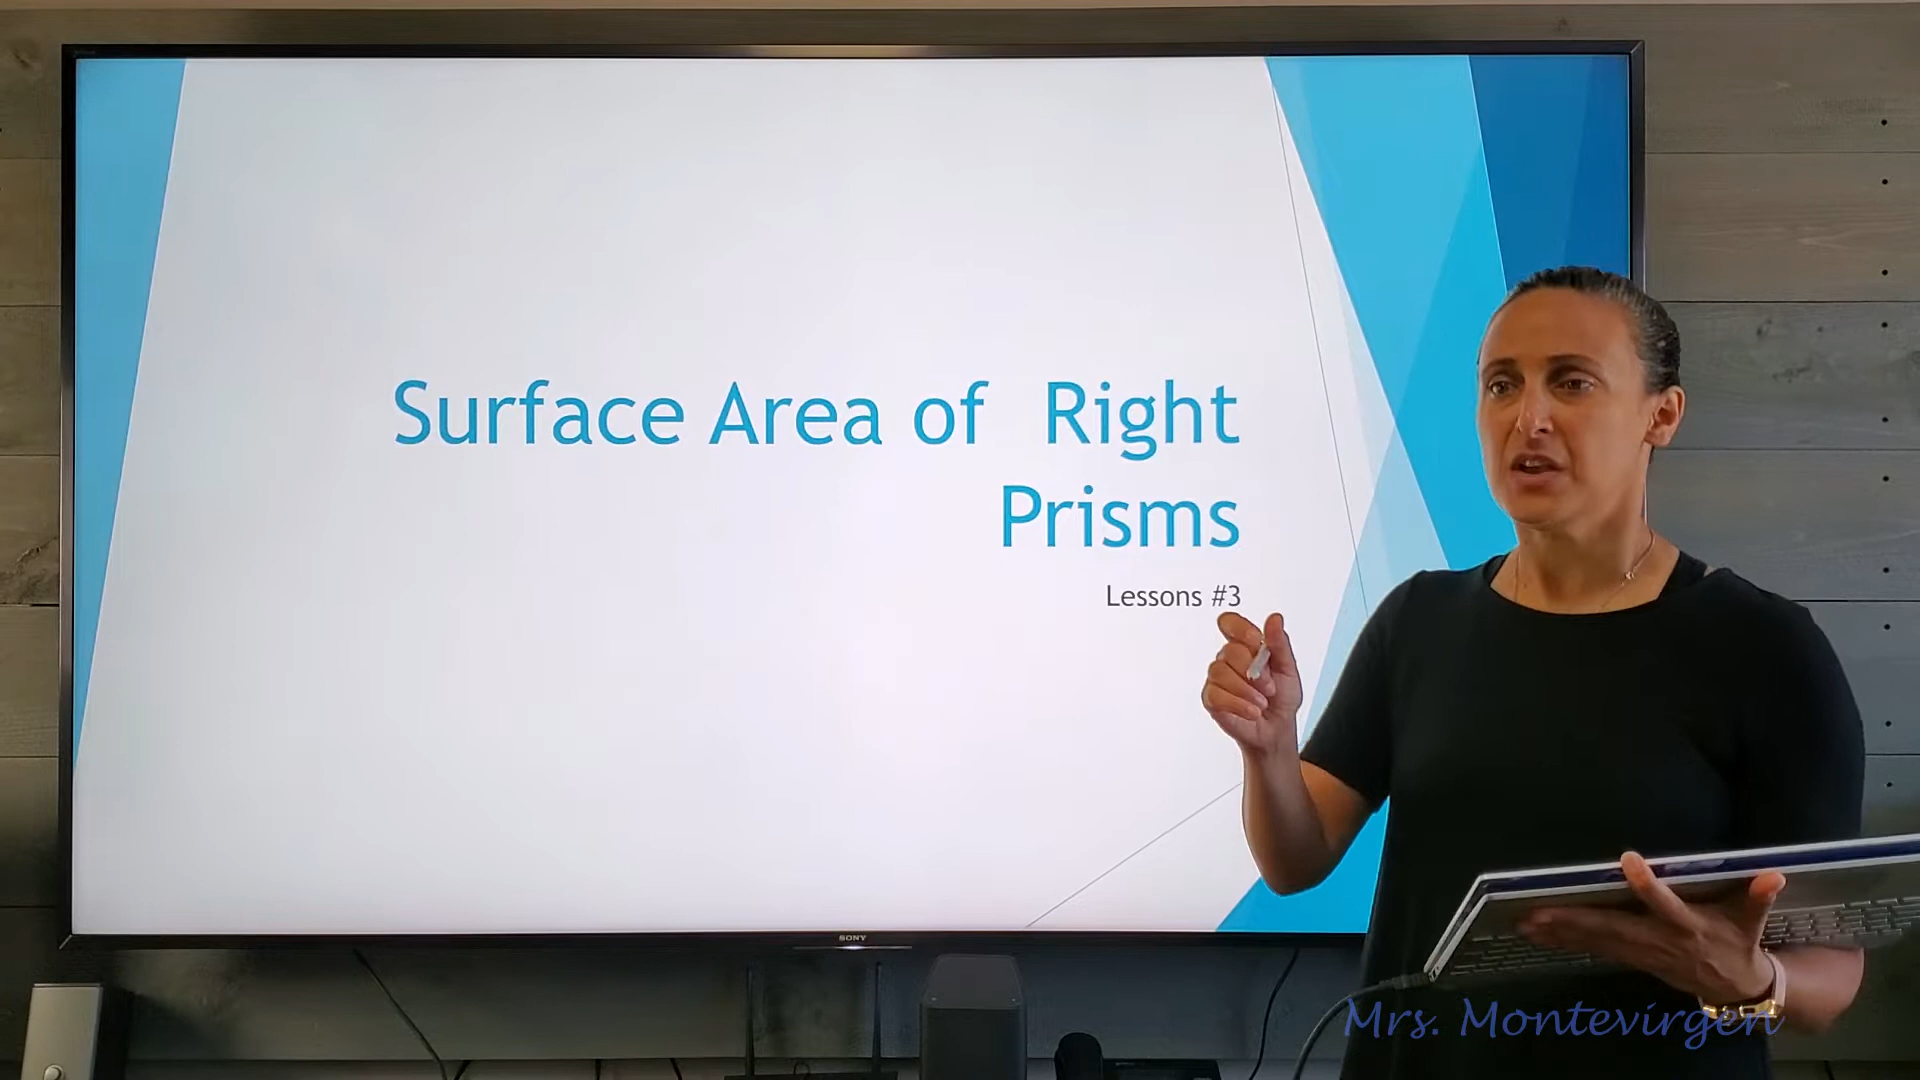 Surface Area of Right
Prisms
Lessons #3
SONY
Mrs. Montevirgen